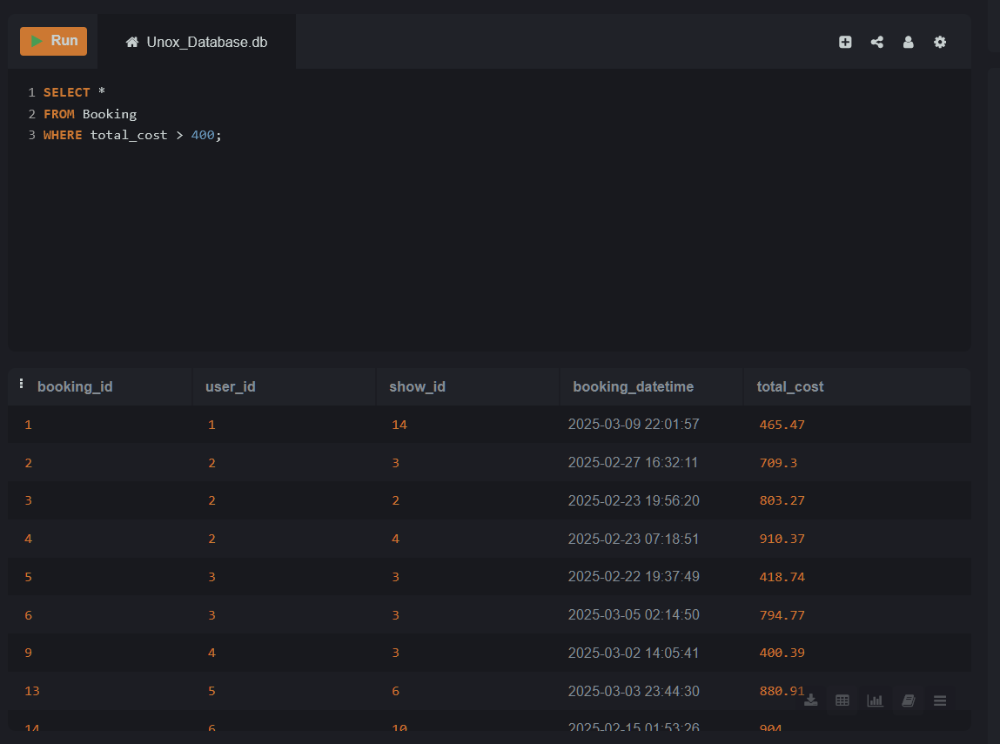 Run
Unox_Database.db
1 SELECT *
2 FROM Booking
3 WHERE total_cost > 400;
booking_id user_id show_id booking_datetime total_cost
1 1 14 2025-03-09 22:01:57 465.47
2 2 3 2025-02-27 16:32:11 709.3
3 2 2 2025-02-23 19:56:20 803.27
4 2 4 2025-02-23 07:18:51 910.37
5 3 3 2025-02-22 19:37:49 418.74
6 3 3 2025-03-05 02:14:50 794.77
9 4 3 2025-03-02 14:05:41 400.39
13 5 6 2025-03-03 23:44:30 880.91
14 6 10 2025-02-15 01:53:26 904